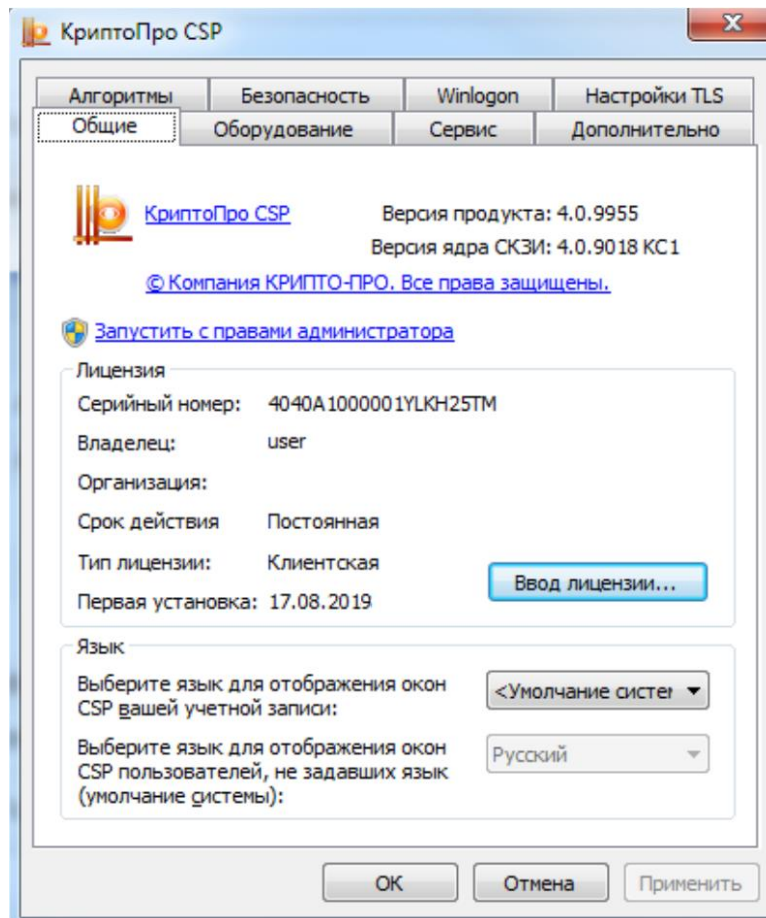 КриптоПро CSP
Алгоритмы Безопасность Winlogon Настройки TLS
Общие Оборудование Сервис Дополнительно
КриптоПро CSP Версия продукта: 4.0.9955
Версия ядра СКЗИ: 4.0.9018 КС1
© Компания КРИПТО-ПРО. Все права защищены.
Запустить с правами администратора
Лицензия
Серийный номер: 4040A1000001YLKH25TM
Владелец: user
Организация:
Срок действия Постоянная
Тип лицензии: Клиентская
Ввод лицензии...
Первая установка: 17.08.2019
Язык
Выберите язык для отображения окон
CSP вашей учетной записи:
<Умолчание систег
Выберите язык для отображения окон
CSP пользователей, не задавших язык
(умолчание системы):
Русский
ОК Отмена Применить